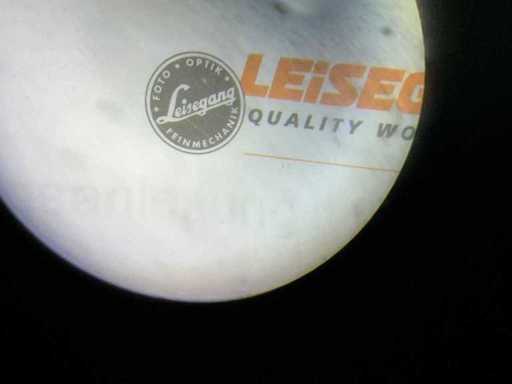 FOTO • OPTIK
Leisegang
FEINMECHANIK
LEiSEG
QUALITY WO